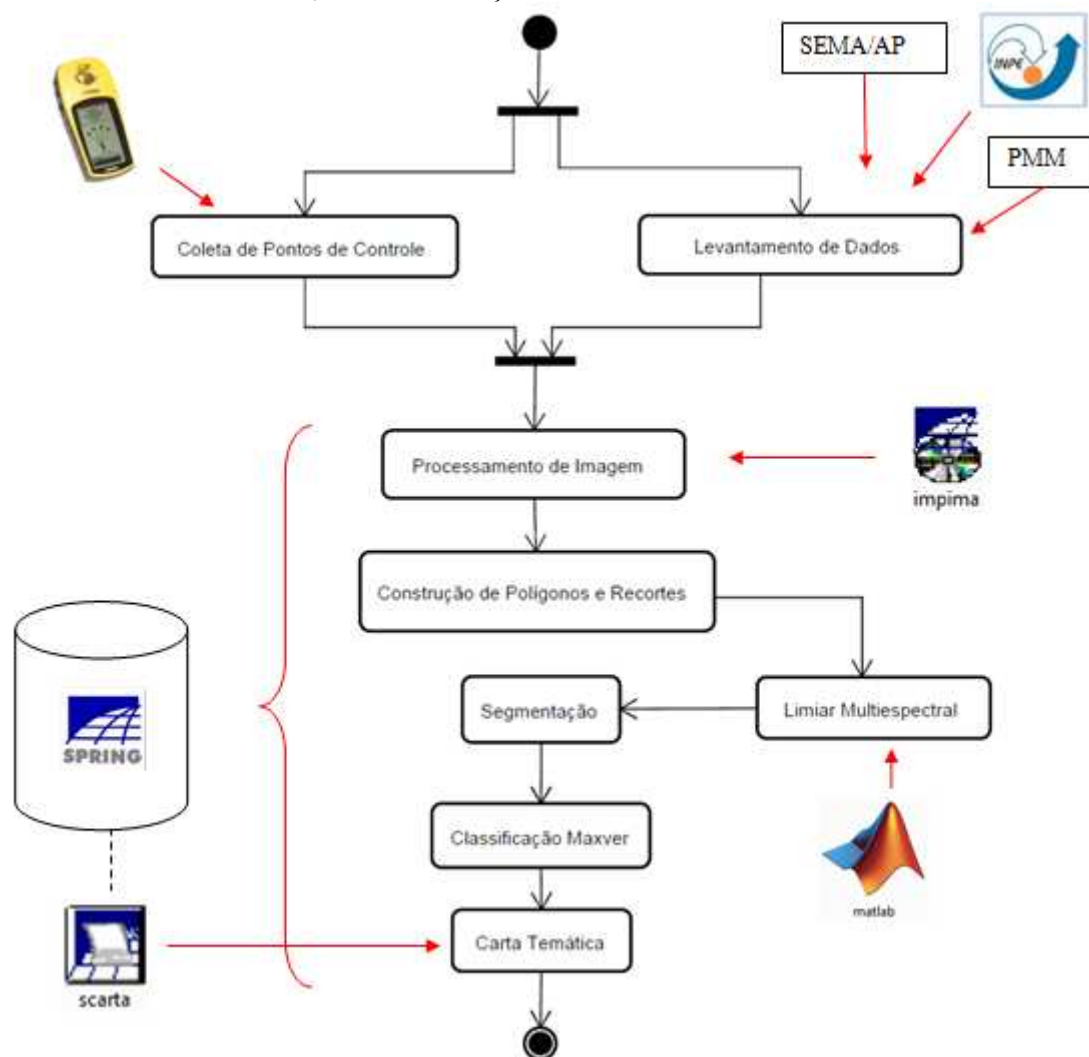 SEMA/AP
INPE
PMM
Coleta de Pontos de Controle
Levantamento de Dados
Processamento de Imagem
impima
Construção de Polígonos e Recortes
SPRING
Segmentação
Limiar Multiespectral
Classificação Maxver
matlab
Carta Temática
scarta